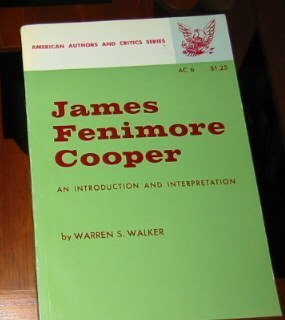 AMERICAN AUTHORS AND CRITICS SERIES
AC 6 $1.25
James
Fenimore
Cooper
AN INTRODUCTION AND INTERPRETATION
by WARREN S. WALKER